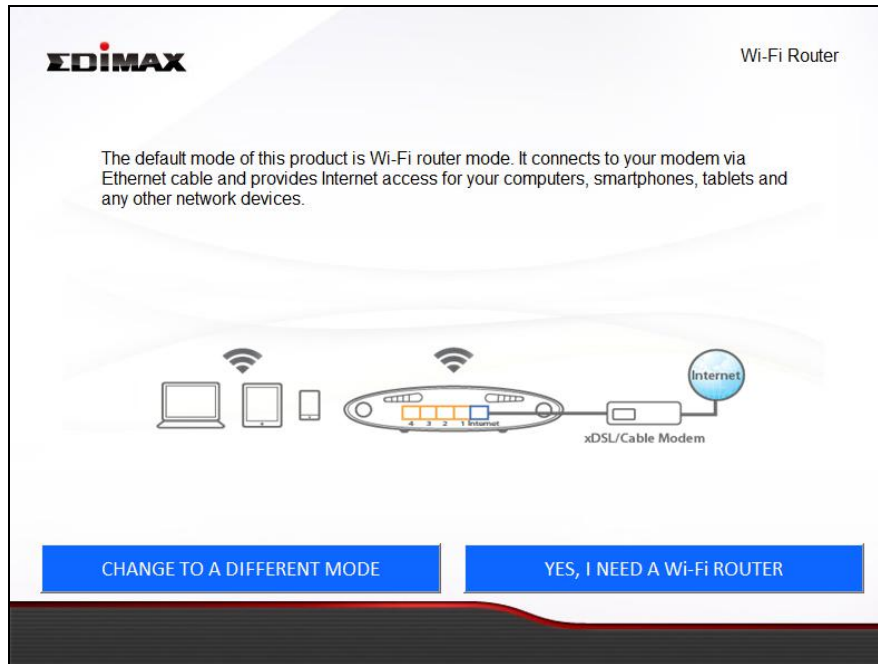 EDIMAX
Wi-Fi Router
The default mode of this product is Wi-Fi router mode. It connects to your modem via
Ethernet cable and provides Internet access for your computers, smartphones, tablets and
any other network devices.
Internet
4 3 2 1 Internet
xDSL/Cable Modem
CHANGE TO A DIFFERENT MODE
YES, I NEED A Wi-Fi ROUTER